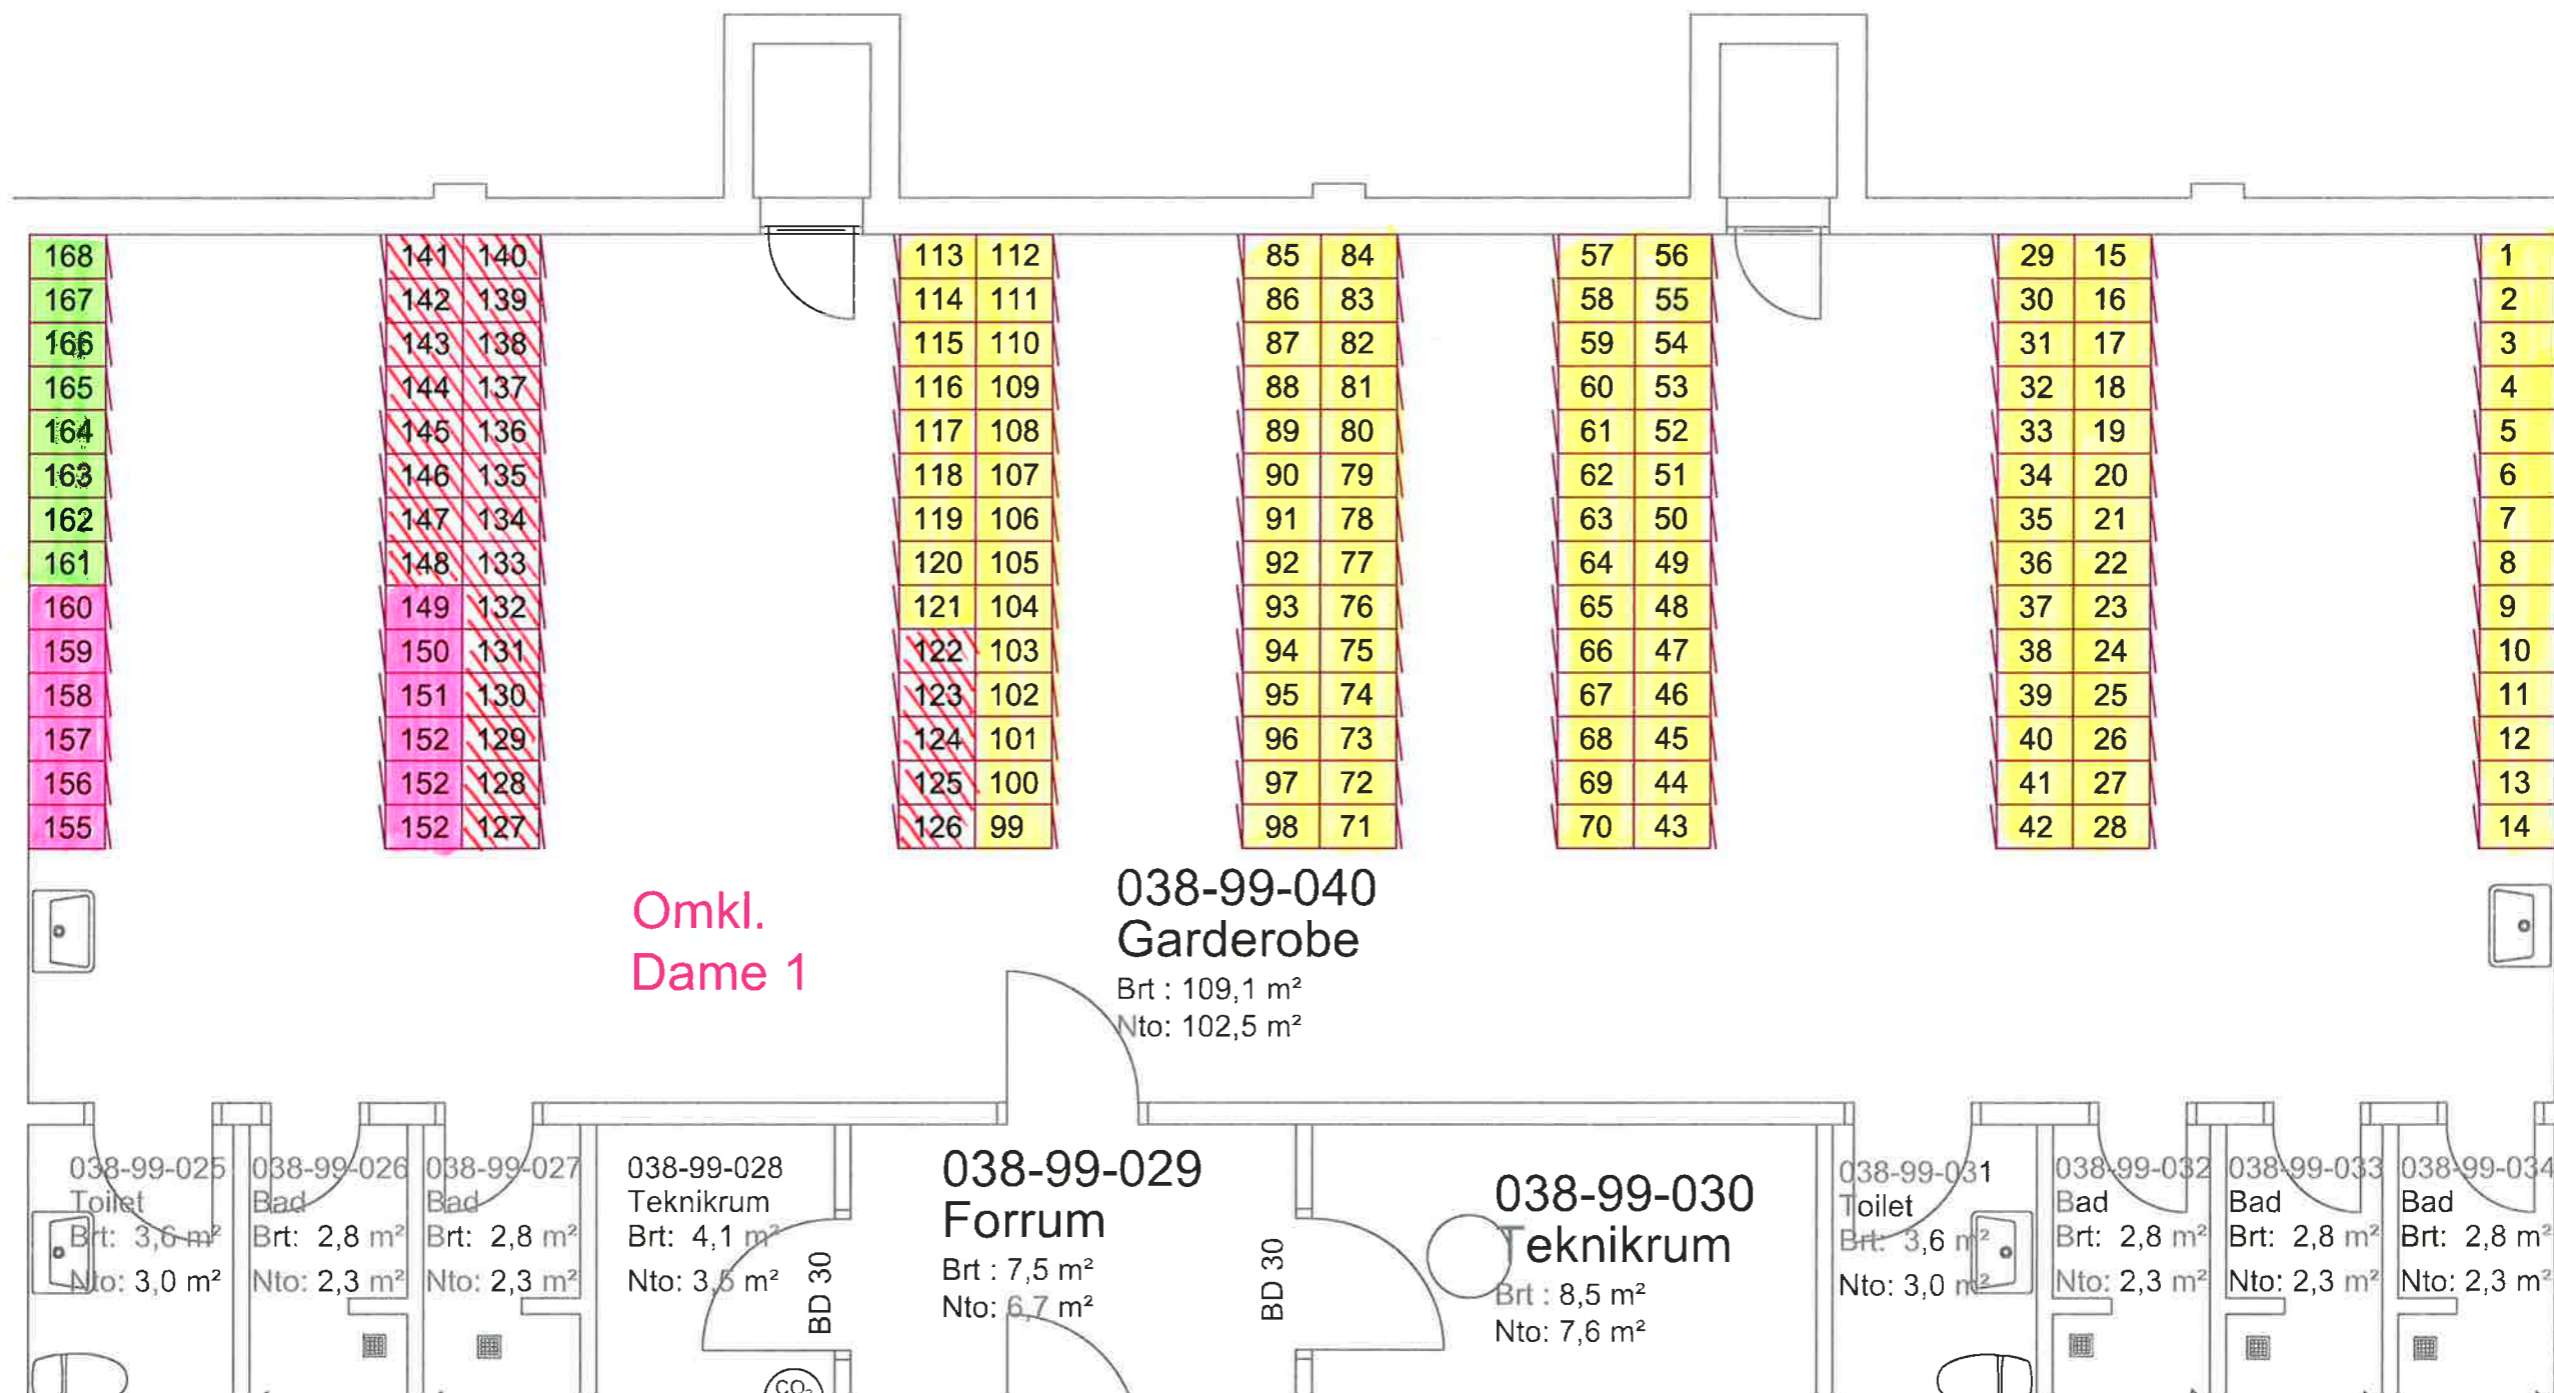 168 141 140 113 112 85 84 57 56 29 15 1
167 142 139 114 111 86 83 58 55 30 16 2
166 143 138 115 110 87 82 59 54 31 17 3
165 144 137 116 109 88 81 60 53 32 18 4
164 145 136 117 108 89 80 61 52 33 19 5
163 146 135 118 107 90 79 62 51 34 20 6
162 147 134 119 106 91 78 63 50 35 21 7
161 148 133 120 105 92 77 64 49 36 22 8
160 149 132 121 104 93 76 65 48 37 23 9
159 150 131 122 103 94 75 66 47 38 24 10
158 151 130 123 102 95 74 67 46 39 25 11
157 152 129 124 101 96 73 68 45 40 26 12
156 152 128 125 100 97 72 69 44 41 27 13
155 152 127 126 99 98 71 70 43 42 28 14
Omkl.
Dame 1
038-99-040
Garderobe
Brt : 109,1 m²
Nto: 102,5 m²
038-99-025
Toilet
Brt: 3,6 m²
Nto: 3,0 m²
038-99-026
Bad
Brt: 2,8 m²
Nto: 2,3 m²
038-99-027
Bad
Brt: 2,8 m²
Nto: 2,3 m²
038-99-028
Teknikrum
Brt: 4,1 m²
Nto: 3,6 m²
BD 30
CO₂
038-99-029
Forrum
Brt : 7,5 m²
Nto: 6,7 m²
BD 30
038-99-030
Teknikrum
Brt : 8,5 m²
Nto: 7,6 m²
038-99-031
Toilet
Brt: 3,6 m²
Nto: 3,0 m²
038-99-032
Bad
Brt: 2,8 m²
Nto: 2,3 m²
038-99-033
Bad
Brt: 2,8 m²
Nto: 2,3 m²
038-99-034
Bad
Brt: 2,8 m²
Nto: 2,3 m²